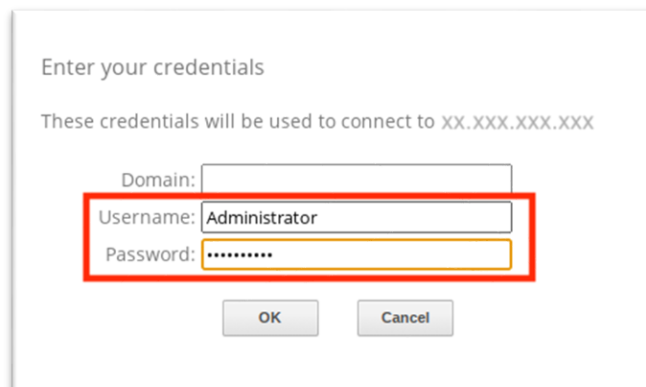 Enter your credentials
These credentials will be used to connect to XX.XXX.XXX.XXX
Domain:
Username: Administrator
Password: ••••••••••
OK Cancel